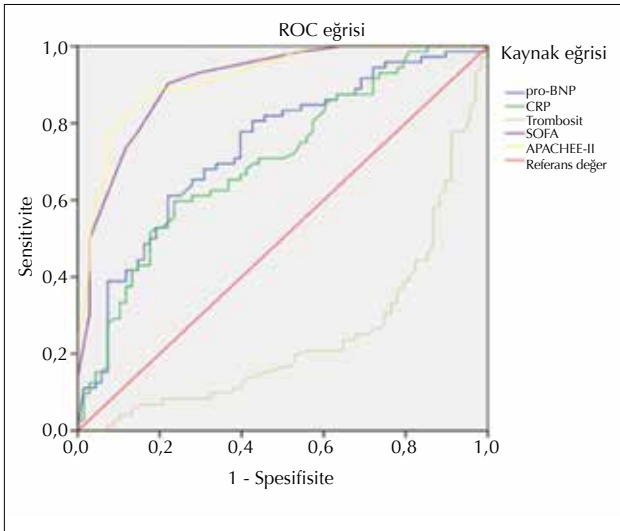 ROC eğrisi
Kaynak eğrisi
pro-BNP
CRP
Trombosit
SOFA
APACHEE-II
Referans değer
Sensitivite
1,0
0,8
0,6
0,4
0,2
0,0
0,0 0,2 0,4 0,6 0,8 1,0
1 - Spesifisite